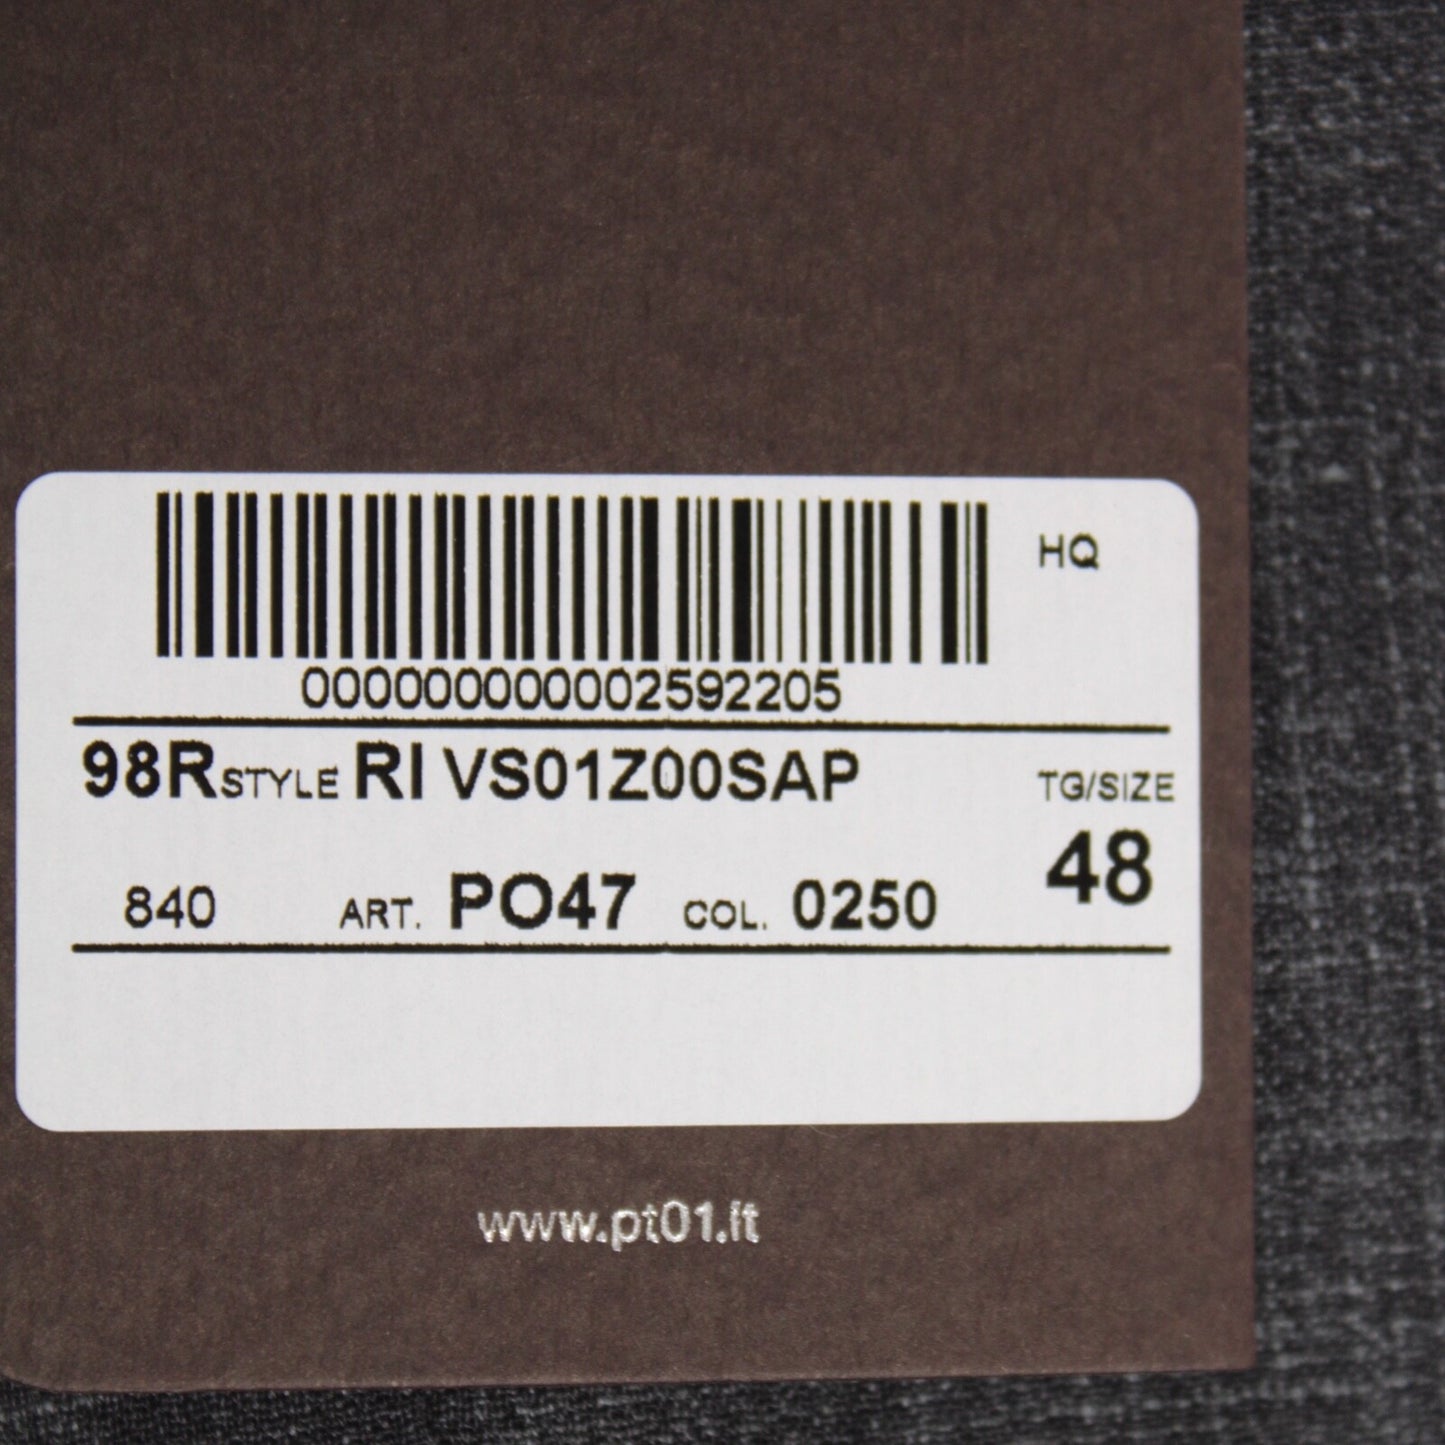 HQ
000000000002592205
98R STYLE RI VS01Z00SAP TG/SIZE
48
840 ART. PO47 COL. 0250
www.pt01.it